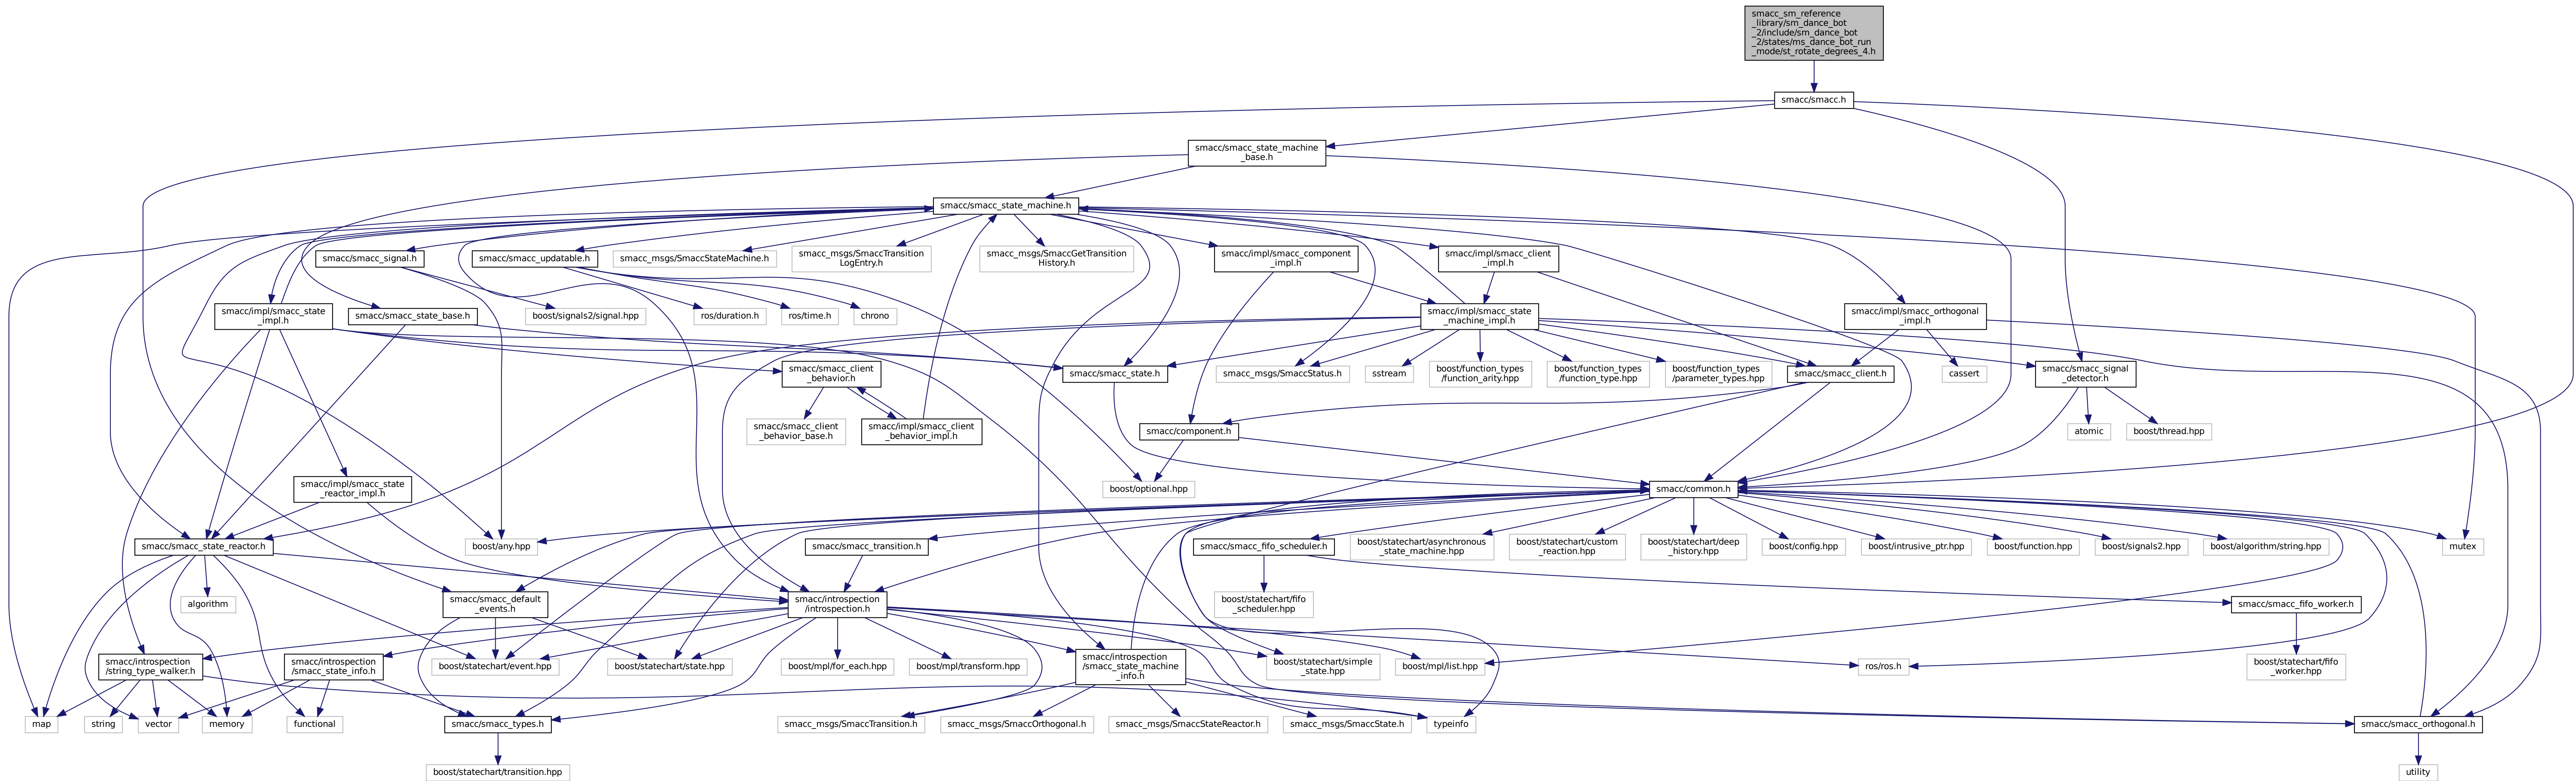 smacc_sm_reference
_library/sm_dance_bot
_2/include/sm_dance_bot
_2/states/ms_dance_bot_run
_mode/st_rotate_degrees_4.h
smacc/smacc.h
smacc/smacc_state_machine
_base.h
smacc/smacc_state_machine.h
smacc/smacc_signal.h
smacc/smacc_updatable.h
smacc_msgs/SmaccStateMachine.h
smacc_msgs/SmaccTransition
LogEntry.h
smacc_msgs/SmaccGetTransition
History.h
smacc/impl/smacc_component
_impl.h
smacc/impl/smacc_client
_impl.h
smacc/impl/smacc_state
_impl.h
smacc/smacc_state_base.h
boost/signals2/signal.hpp
ros/duration.h
ros/time.h
chrono
smacc/impl/smacc_state
_machine_impl.h
smacc/impl/smacc_orthogonal
_impl.h
smacc/smacc_client
_behavior.h
smacc/smacc_state.h
smacc_msgs/SmaccStatus.h
sstream
boost/function_types
/function_arity.hpp
boost/function_types
/function_type.hpp
boost/function_types
/parameter_types.hpp
smacc/smacc_client.h
cassert
smacc/smacc_signal
_detector.h
smacc/smacc_client
_behavior_base.h
smacc/impl/smacc_client
_behavior_impl.h
smacc/component.h
atomic
boost/thread.hpp
smacc/impl/smacc_state
_reactor_impl.h
boost/optional.hpp
smacc/common.h
smacc/smacc_state_reactor.h
boost/any.hpp
smacc/smacc_transition.h
smacc/smacc_fifo_scheduler.h
boost/statechart/asynchronous
_state_machine.hpp
boost/statechart/custom
_reaction.hpp
boost/statechart/deep
_history.hpp
boost/config.hpp
boost/intrusive_ptr.hpp
boost/function.hpp
boost/signals2.hpp
boost/algorithm/string.hpp
mutex
algorithm
smacc/smacc_default
_events.h
smacc/introspection
/introspection.h
boost/statechart/fifo
_scheduler.hpp
smacc/smacc_fifo_worker.h
smacc/introspection
/string_type_walker.h
smacc/introspection
/smacc_state_info.h
boost/statechart/event.hpp
boost/statechart/state.hpp
boost/mpl/for_each.hpp
boost/mpl/transform.hpp
smacc/introspection
/smacc_state_machine
_info.h
boost/statechart/simple
_state.hpp
boost/mpl/list.hpp
ros/ros.h
boost/statechart/fifo
_worker.hpp
map
string
vector
memory
functional
smacc/smacc_types.h
smacc_msgs/SmaccTransition.h
smacc_msgs/SmaccOrthogonal.h
smacc_msgs/SmaccStateReactor.h
smacc_msgs/SmaccState.h
typeinfo
smacc/smacc_orthogonal.h
boost/statechart/transition.hpp
utility